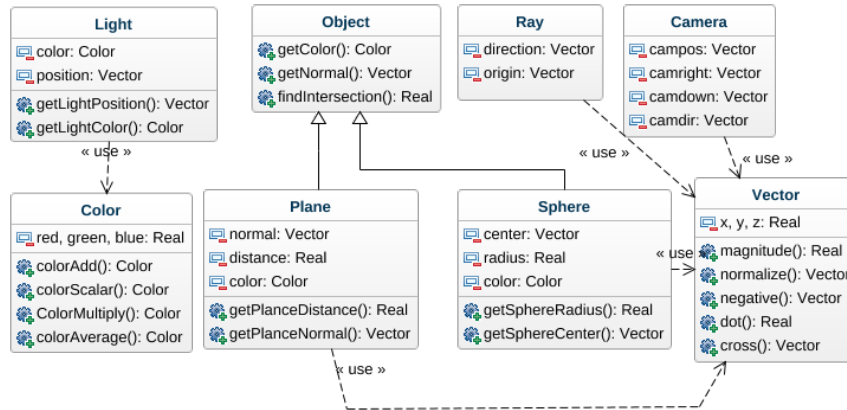 Light
color: Color
position: Vector
getLightPosition(): Vector
getLightColor(): Color
Object
getColor(): Color
getNormal(): Vector
findIntersection(): Real
Ray
direction: Vector
origin: Vector
Camera
campos: Vector
camright: Vector
camdown: Vector
camdir: Vector
« use »
« use »
« use »
Color
red, green, blue: Real
colorAdd(): Color
colorScalar(): Color
ColorMultiply(): Color
colorAverage(): Color
Plane
normal: Vector
distance: Real
color: Color
getPlanceDistance(): Real
getPlanceNormal(): Vector
Sphere
center: Vector
radius: Real
color: Color
getSphereRadius(): Real
getSphereCenter(): Vector
« use »
Vector
x, y, z: Real
magnitude(): Real
normalize(): Vector
negative(): Vector
dot(): Real
cross(): Vector
« use »